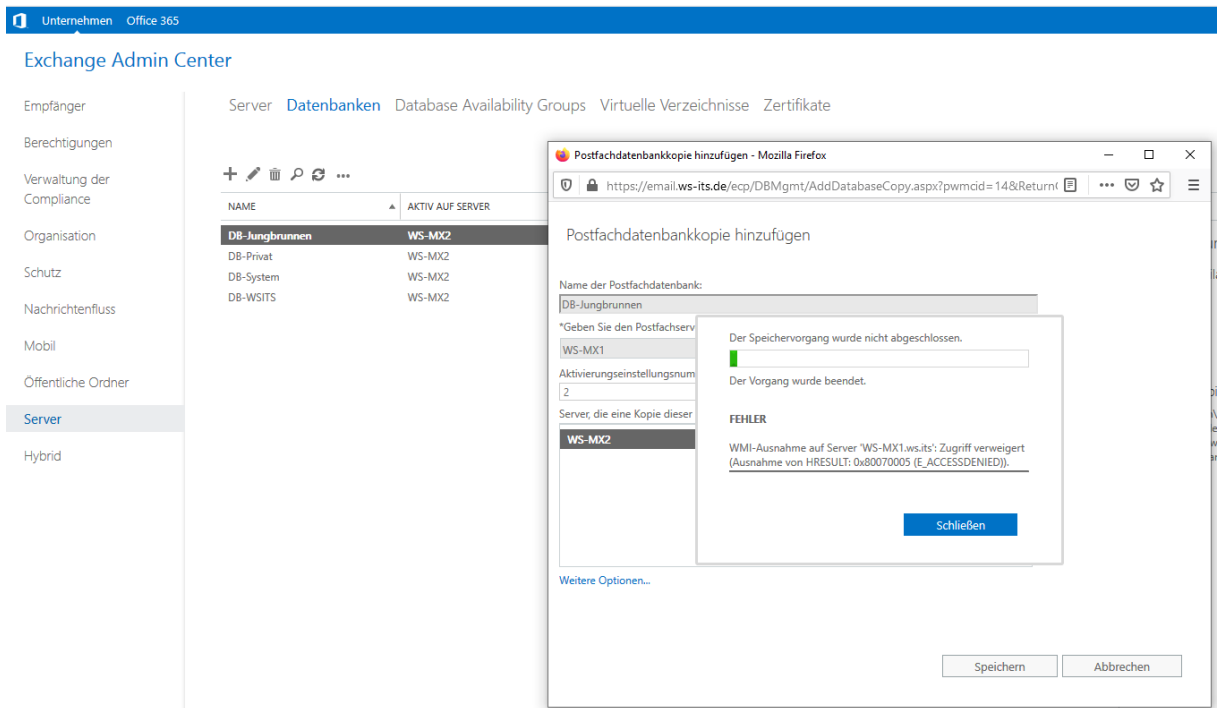 Unternehmen Office 365
Exchange Admin Center
Empfänger
Berechtigungen
Verwaltung der
Compliance
Organisation
Schutz
Nachrichtenfluss
Mobil
Öffentliche Ordner
Server
Hybrid
Server Datenbanken Database Availability Groups Virtuelle Verzeichnisse Zertifikate
NAME AKTIV AUF SERVER
DB-Jungbrunnen WS-MX2
DB-Privat WS-MX2
DB-System WS-MX2
DB-WSITS WS-MX2
Postfachdatenbankkopie hinzufügen - Mozilla Firefox
https://email.ws-its.de/ecp/DBMgmt/AddDatabaseCopy.aspx?pwmcid=14&Return(
Postfachdatenbankkopie hinzufügen
Name der Postfachdatenbank:
DB-Jungbrunnen
*Geben Sie den Postfachserv
WS-MX1
Aktivierungseinstellungsnum
2
Server, die eine Kopie dieser
WS-MX2
Weitere Optionen...
Der Speichervorgang wurde nicht abgeschlossen.
Der Vorgang wurde beendet.
FEHLER
WMI-Ausnahme auf Server 'WS-MX1.ws.its': Zugriff verweigert
(Ausnahme von HRESULT: 0x80070005 (E_ACCESSDENIED)).
Schließen
Speichern Abbrechen